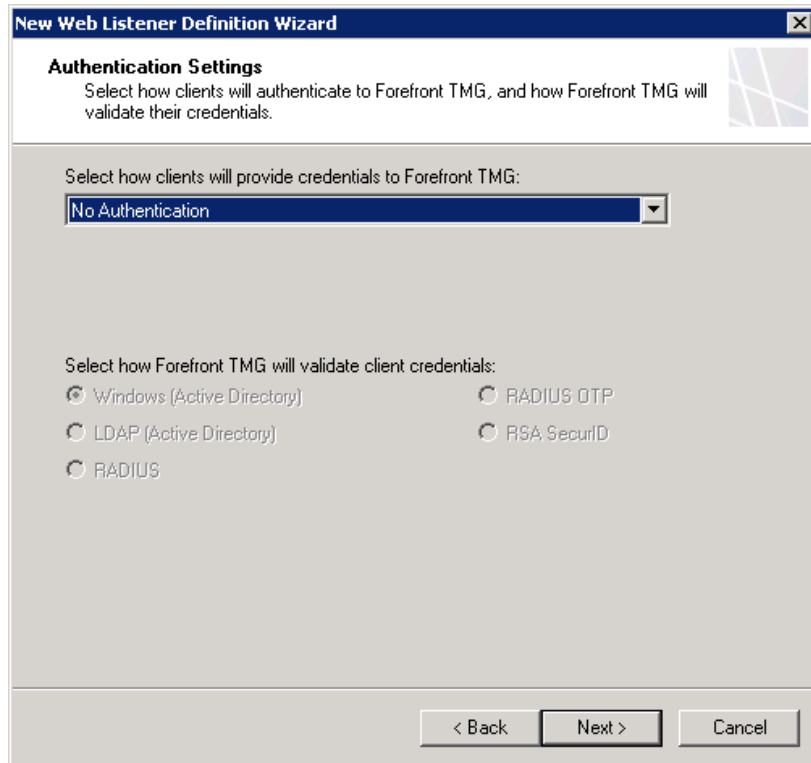 New Web Listener Definition Wizard
Authentication Settings
Select how clients will authenticate to Forefront TMG, and how Forefront TMG will
validate their credentials.
Select how clients will provide credentials to Forefront TMG:
No Authentication
Select how Forefront TMG will validate client credentials:
Windows (Active Directory) RADIUS OTP
LDAP (Active Directory) RSA SecurID
RADIUS
< Back Next > Cancel